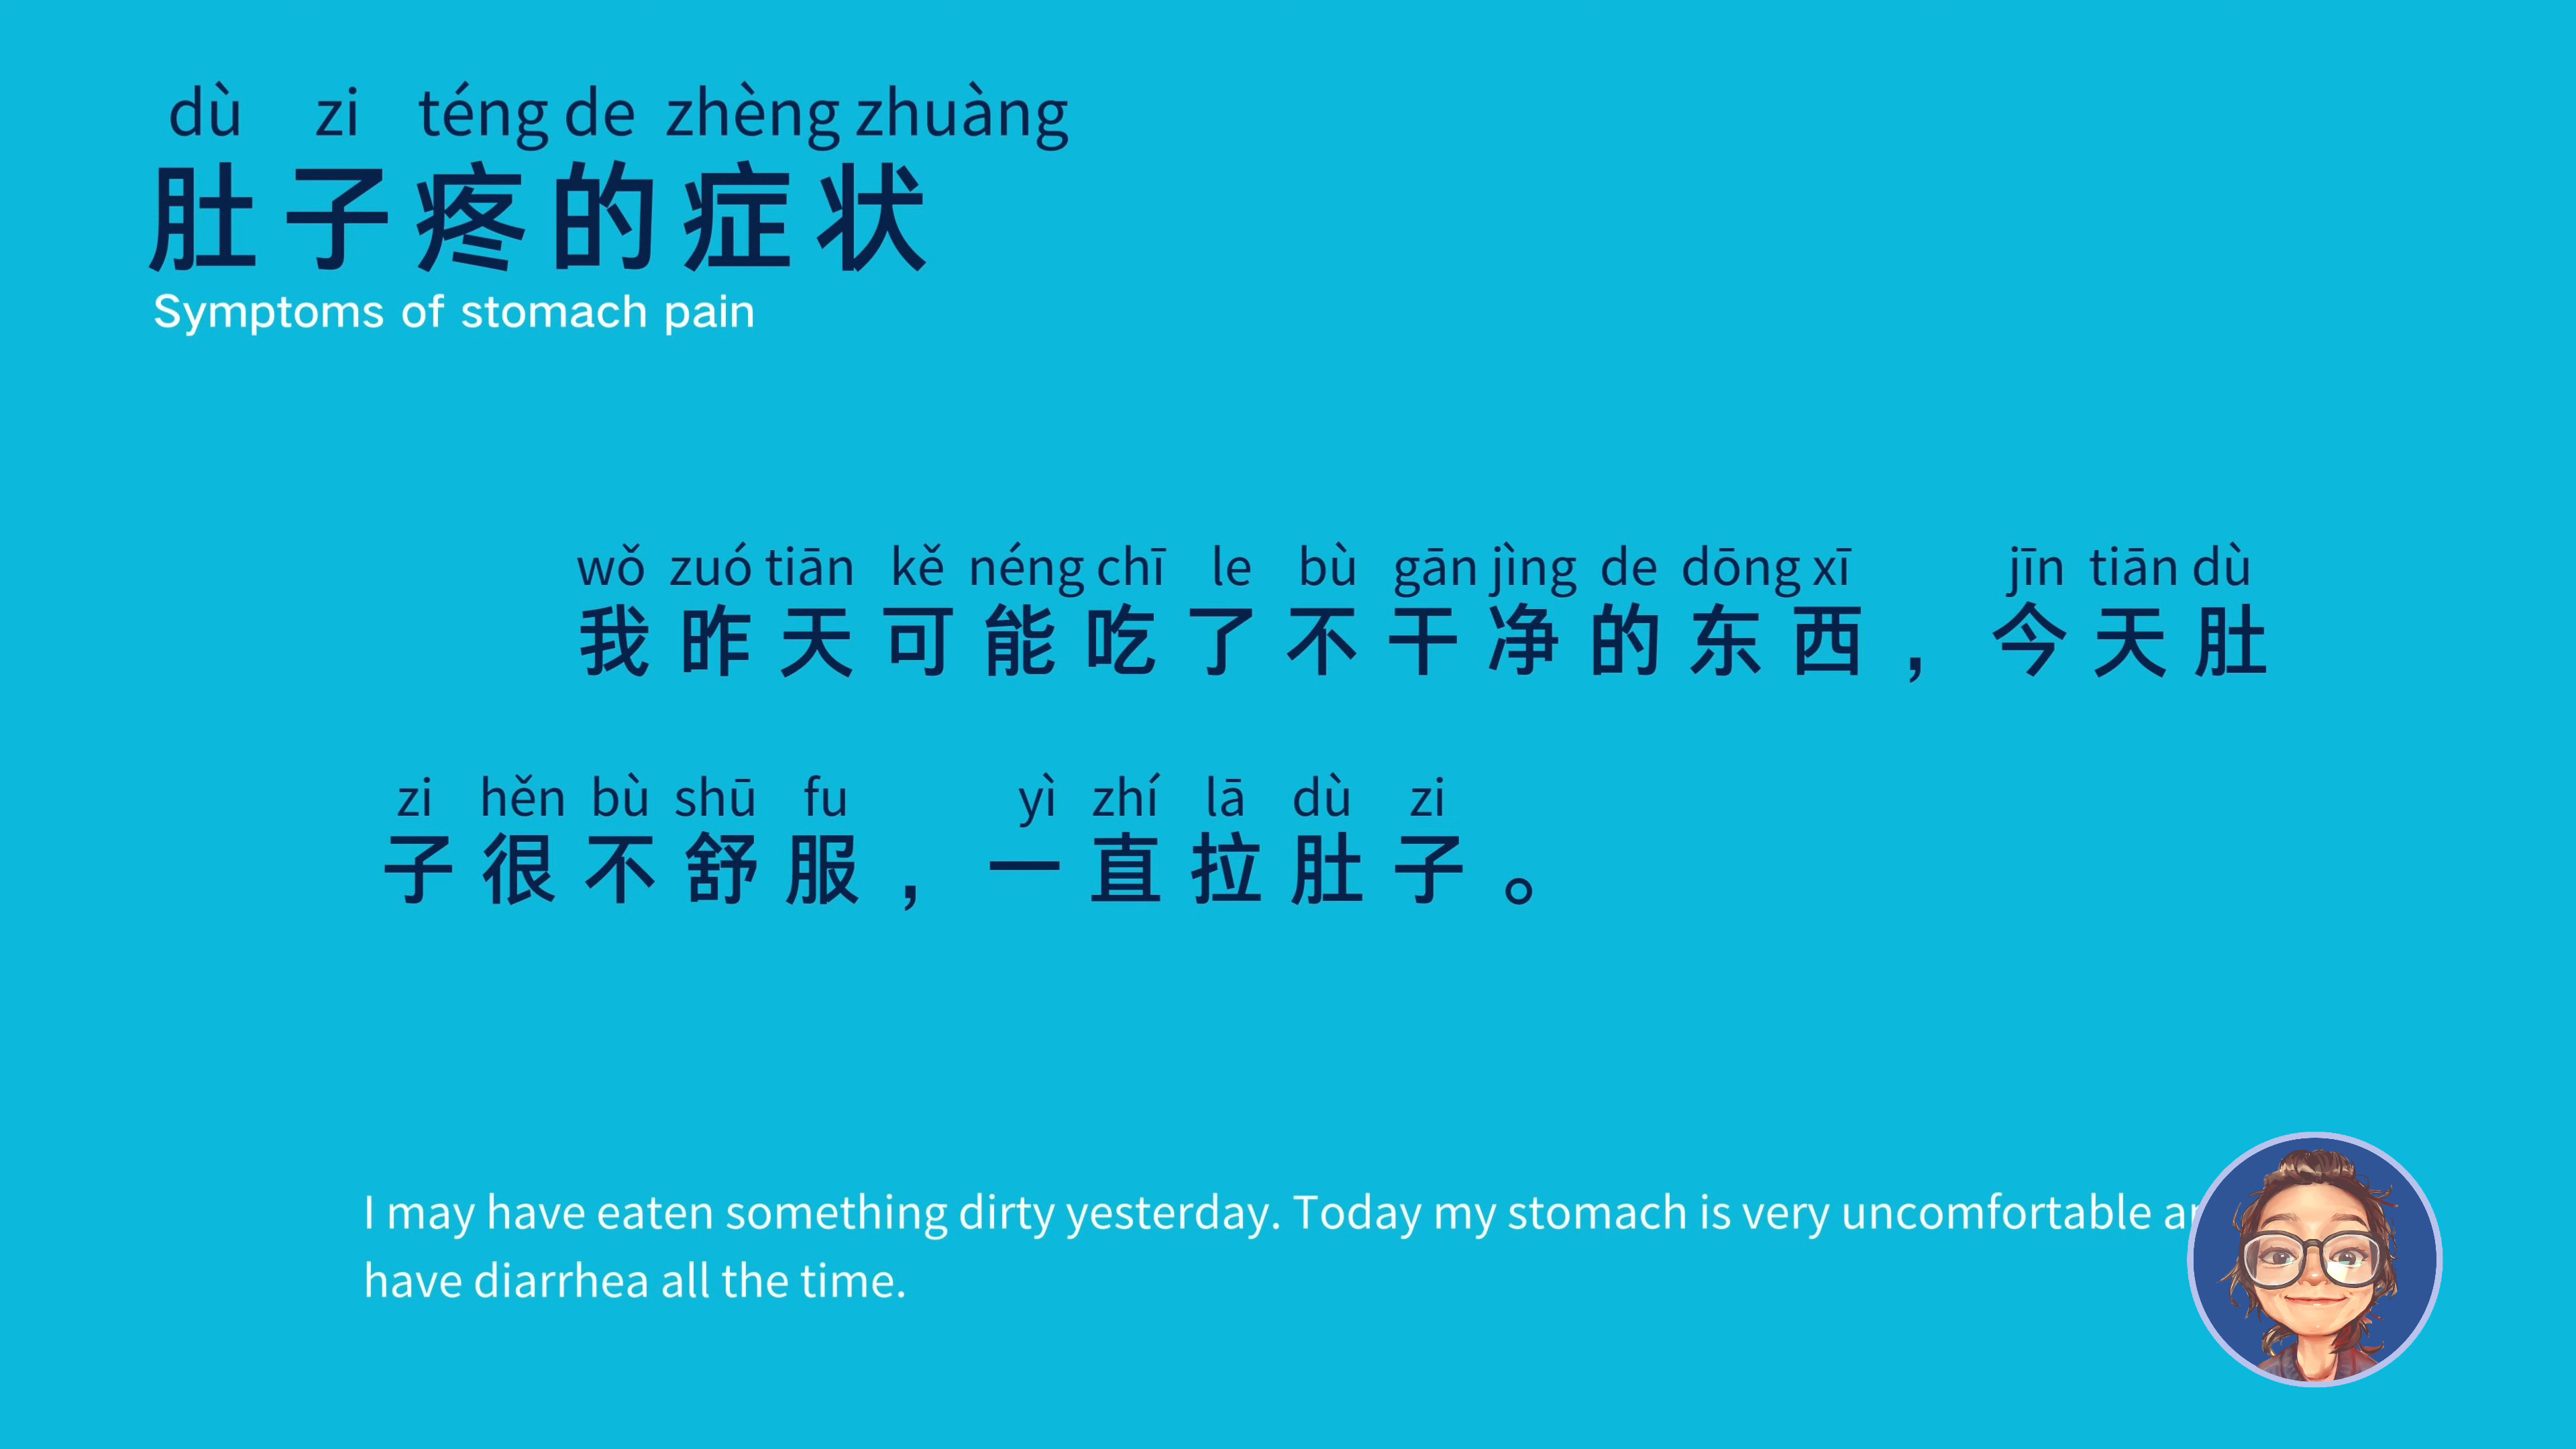 dù zi téng de zhèng zhuàng
肚子疼的症状
Symptoms of stomach pain
wǒ zuó tiān kě néng chī le bù gān jìng de dōng xī jīn tiān dù
我昨天可能吃了不干净的东西，今天肚
zi hěn bù shū fu yì zhí lā dù zi
子很不舒服，一直拉肚子。
I may have eaten something dirty yesterday. Today my stomach is very uncomfortable
have diarrhea all the time.